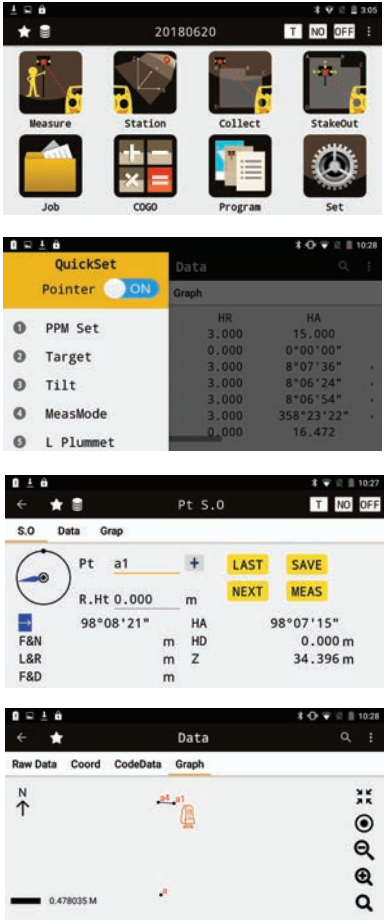 3:05
20180620 T NO OFF
Measure Station Collect StakeOut
Job COGO Program Set
10:28
QuickSet Data
Pointer ON Graph
HR HA
1 PPM Set 3.000 15.000
0.000 0°00'00"
2 Target 3.000 8°07'36"
3 Tilt 3.000 8°06'24"
3.000 8°06'54"
4 MeasMode 3.000 358°23'22"
5 L Plummet 0.000 16.472
10:27
Pt S.O T NO OFF
S.O Data Grap
Pt a1 + LAST SAVE
R.Ht 0.000 m NEXT MEAS
98°08'21" HA 98°07'15"
F&N m HD 0.000 m
L&R m Z 34.396 m
F&D m
10:28
Data
Raw Data Coord CodeData Graph
N
a4 a1
a
0.478035 M